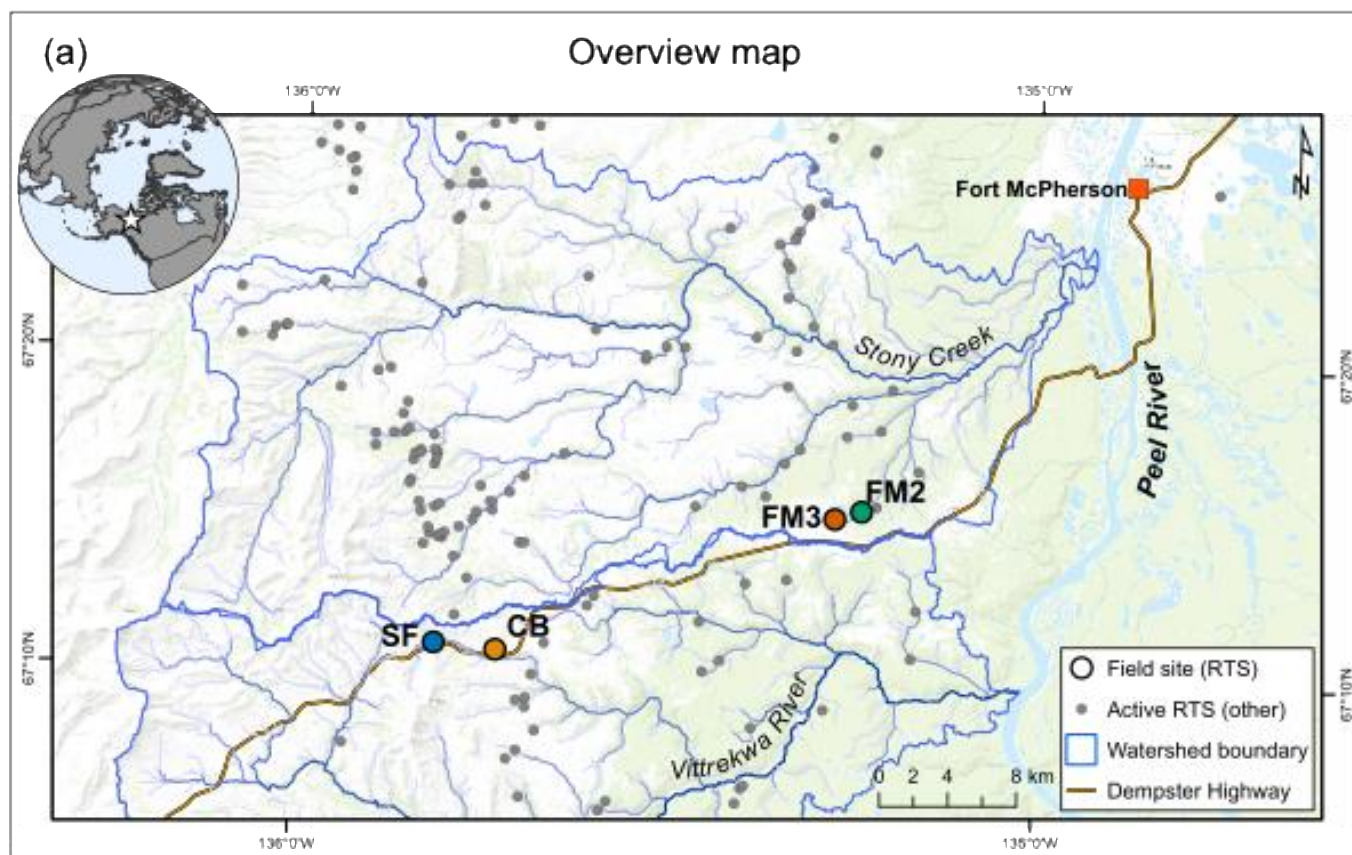 (a)
Overview map
136°0'W
135°0'W
Fort McPherson
N
67°20'N
67°20'N
Stony Creek
Peel River
FM2
FM3
SF
CB
67°10'N
67°10'N
Vittrekwa River
0 2 4 8 km
Field site (RTS)
Active RTS (other)
Watershed boundary
Dempster Highway
136°0'W
135°0'W